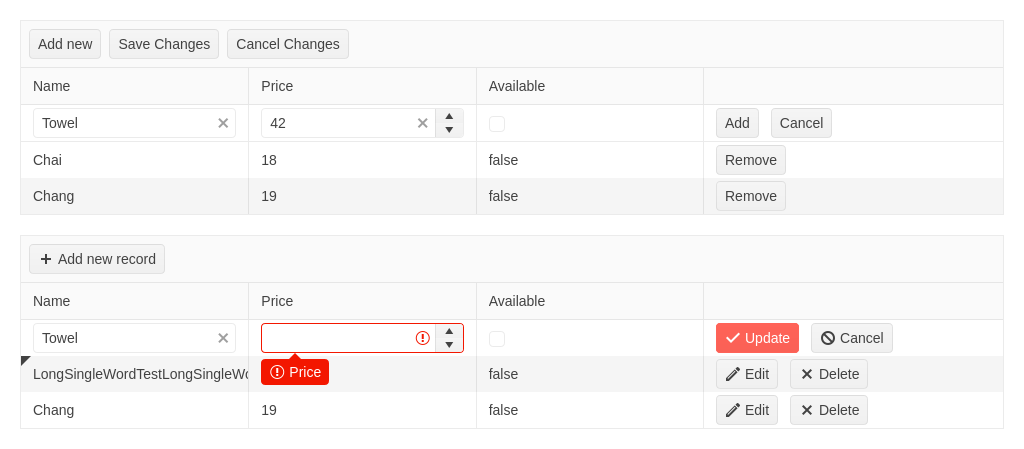 Add new Save Changes Cancel Changes
Name Price Available
Towel 42 Add Cancel
Chai 18 false Remove
Chang 19 false Remove
Add new record
Name Price Available
Towel Update Cancel
LongSingleWordTestLongSingleWo Price false Edit Delete
Chang 19 false Edit Delete